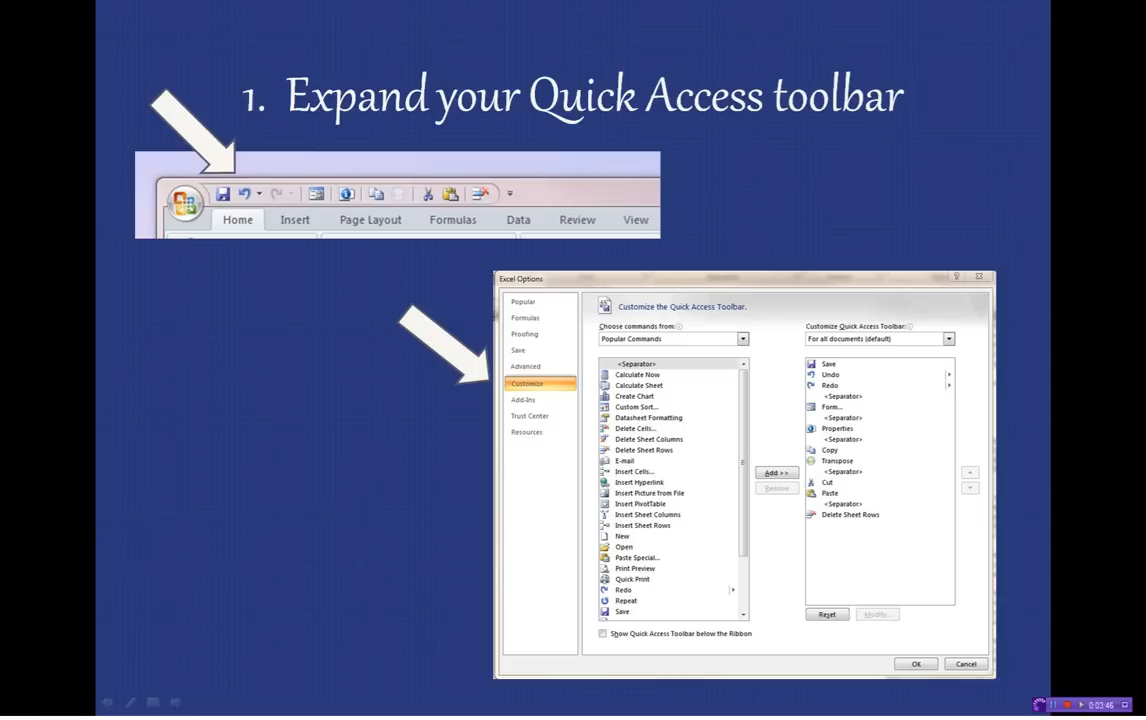 1. Expand your Quick Access toolbar
Home Insert Page Layout Formulas Data Review View
Excel Options
Popular
Formulas
Proofing
Save
Advanced
Customize
Add-Ins
Trust Center
Resources
Customize the Quick Access Toolbar.
Choose commands from:
Popular Commands
<Separator>
Calculate Now
Calculate Sheet
Create Chart
Custom Sort...
Datasheet Formatting
Delete Cells...
Delete Sheet Columns
Delete Sheet Rows
E-mail
Insert Cells...
Insert Hyperlink
Insert Picture from File
Insert PivotTable
Insert Sheet Columns
Insert Sheet Rows
New
Open
Paste Special...
Print Preview
Quick Print
Redo
Repeat
Save
Show Quick Access Toolbar below the Ribbon
Add >>
Remove
Customize Quick Access Toolbar:
For all documents (default)
Save
Undo
Redo
<Separator>
Form...
<Separator>
Properties
<Separator>
Copy
Transpose
<Separator>
Cut
Paste
<Separator>
Delete Sheet Rows
Reset Modify...
OK Cancel
0:03:46